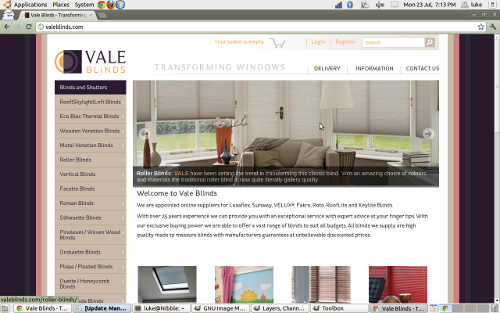 Applications Places System
Mon 23 Jul, 7:13 PM luke
Vale Blinds - Transforming
valeblinds.com
Your basket is empty
Login Register search
VALE
BLINDS
TRANSFORMING WINDOWS
DELIVERY INFORMATION CONTACT US
Blinds and Shutters
Roof/Skylight/Loft Blinds
Eco Bloc Thermal Blinds
Wooden Venetian Blinds
Metal Venetian Blinds
Roller Blinds
Vertical Blinds
Facette Blinds
Roman Blinds
Silhouette Blinds
Pinoleum / Woven Wood
Blinds
Ondulette Blinds
Plisse / Pleated Blinds
Duette / Honeycomb
Blinds
Blinds
Roller Blinds: VALE have been setting the trend in transforming this classic blind. With an amazing choice of colours
and materials the traditional roller blind is now quite literally gallery quality
Welcome to Vale Blinds
We are appointed online suppliers for Luxaflex, Sunway, VELUX® Fakro, Roto, RoofLite and Keylite Blinds.
With over 25 years experience we can provide you with an exceptional service with expert advice at your finger tips. With
our exclusive buying power we are able to offer a vast range of blinds to suit all budgets. All blinds we supply are high
quality made to measure blinds with manufacturers guarantees at unbelievable discounted prices.
valeblinds.com/roller-blinds/
Vale Blinds - T... [Update Man... luke@Nibble: ~ GNU Image M... Layers, Chann... Toolbox Vale Blinds - T...